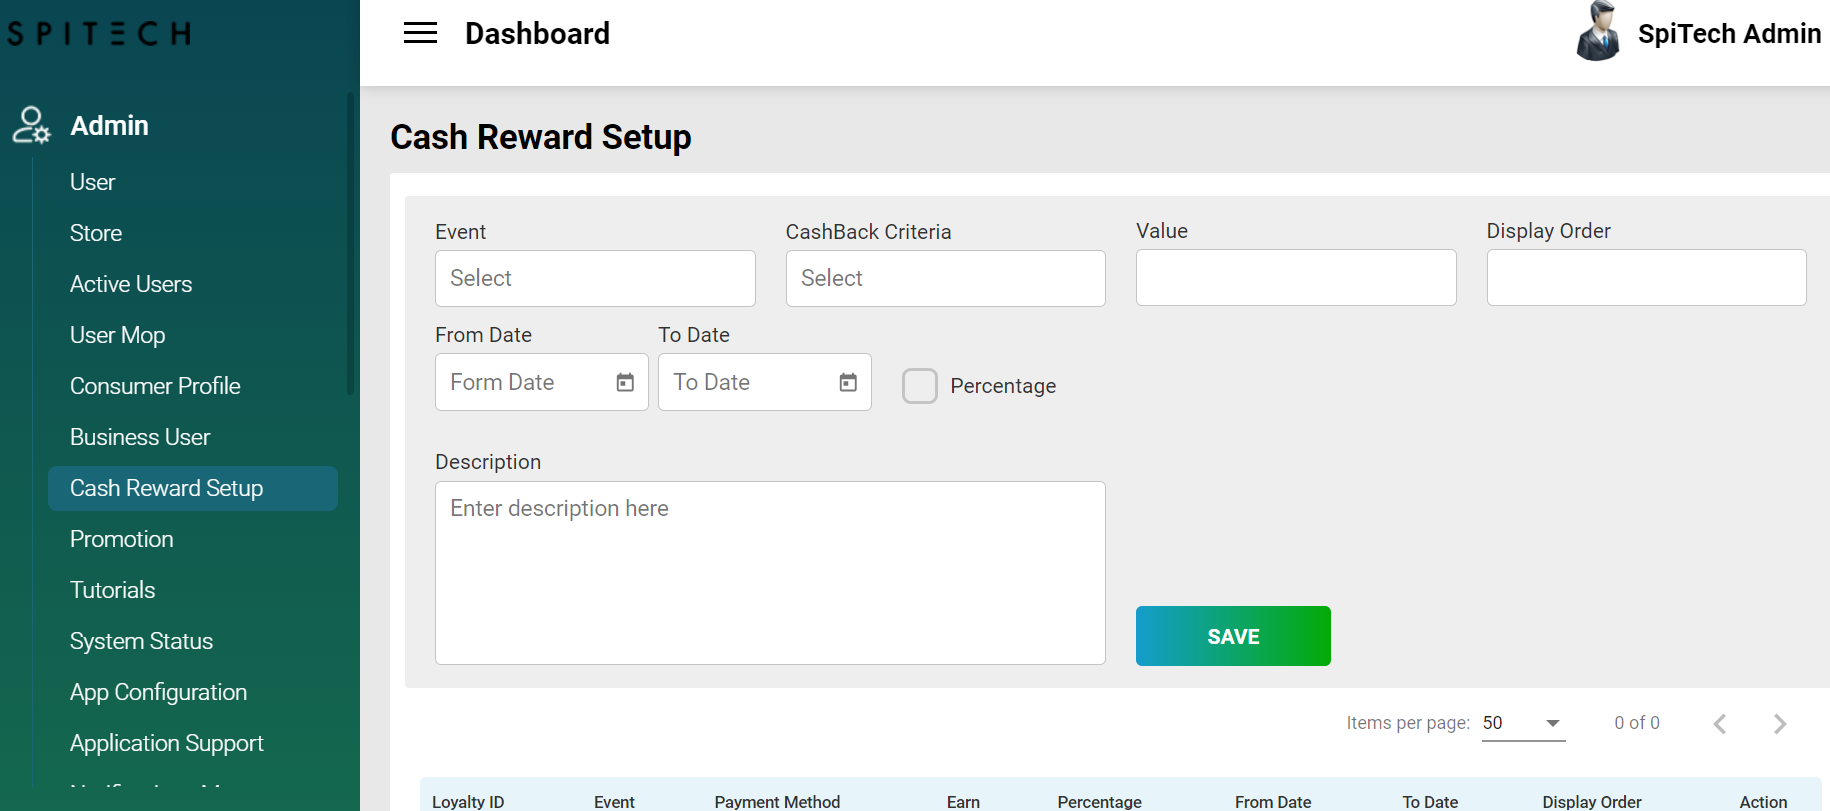 SPITECH
Dashboard
SpiTech Admin
Admin
User
Store
Active Users
User Mop
Consumer Profile
Business User
Cash Reward Setup
Promotion
Tutorials
System Status
App Configuration
Application Support
Cash Reward Setup
Event
CashBack Criteria
Value
Display Order
Select
Select
From Date
To Date
Form Date
To Date
Percentage
Description
Enter description here
SAVE
Items per page: 50
0 of 0
Loyalty ID
Event
Payment Method
Earn
Percentage
From Date
To Date
Display Order
Action